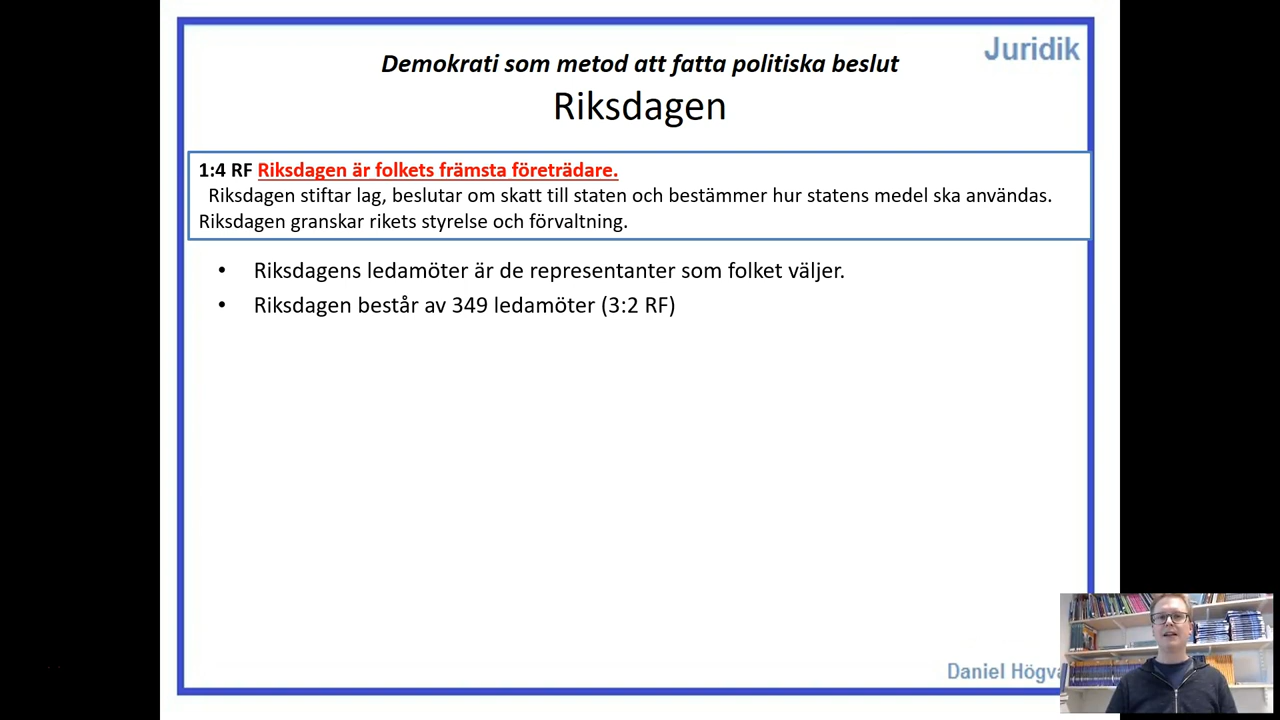 Juridik
Demokrati som metod att fatta politiska beslut
Riksdagen
1:4 RF Riksdagen är folkets främsta företrädare.
Riksdagen stiftar lag, beslutar om skatt till staten och bestämmer hur statens medel ska användas.
Riksdagen granskar rikets styrelse och förvaltning.
• Riksdagens ledamöter är de representanter som folket väljer.
• Riksdagen består av 349 ledamöter (3:2 RF)
Daniel